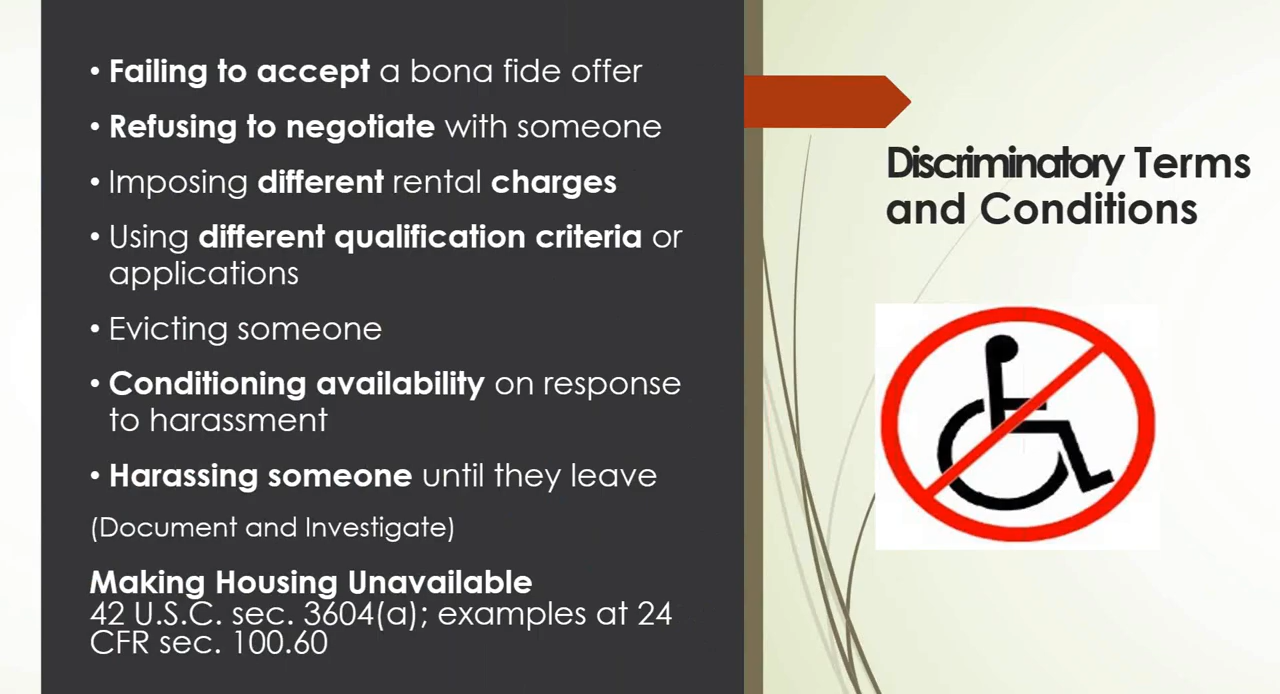 • Failing to accept a bona fide offer
• Refusing to negotiate with someone
• Imposing different rental charges
• Using different qualification criteria or
applications
• Evicting someone
• Conditioning availability on response
to harassment
• Harassing someone until they leave
(Document and Investigate)
Making Housing Unavailable
42 U.S.C. sec. 3604(a); examples at 24
CFR sec. 100.60
Discriminatory Terms
and Conditions